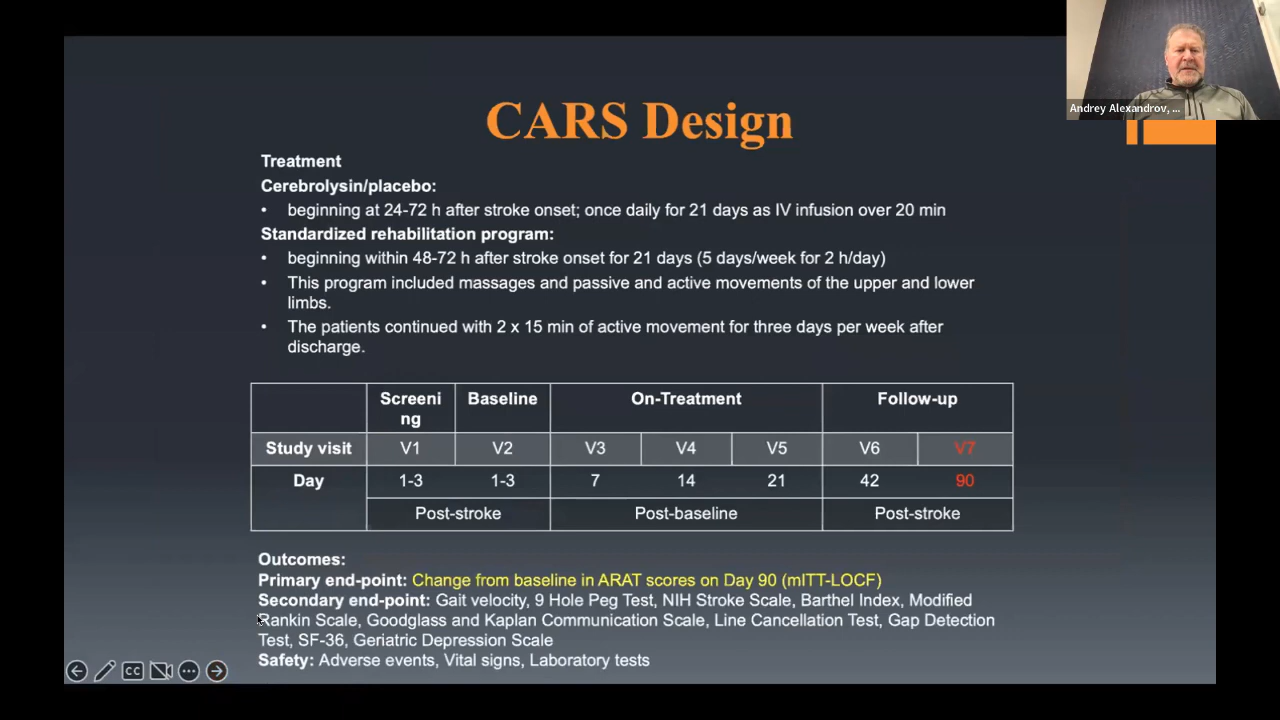 Andrey Alexandrov, ...
CARS Design
Treatment
Cerebrolysin/placebo:
• beginning at 24-72 h after stroke onset; once daily for 21 days as IV infusion over 20 min
Standardized rehabilitation program:
• beginning within 48-72 h after stroke onset for 21 days (5 days/week for 2 h/day)
• This program included massages and passive and active movements of the upper and lower
limbs.
• The patients continued with 2 x 15 min of active movement for three days per week after
discharge.
Screeni
ng
Baseline
On-Treatment
Follow-up
Study visit V1 V2 V3 V4 V5 V6 V7
Day 1-3 1-3 7 14 21 42 90
Post-stroke Post-baseline Post-stroke
Outcomes:
Primary end-point: Change from baseline in ARAT scores on Day 90 (mITT-LOCF)
Secondary end-point: Gait velocity, 9 Hole Peg Test, NIH Stroke Scale, Barthel Index, Modified
Rankin Scale, Goodglass and Kaplan Communication Scale, Line Cancellation Test, Gap Detection
Test, SF-36, Geriatric Depression Scale
Safety: Adverse events, Vital signs, Laboratory tests
CC